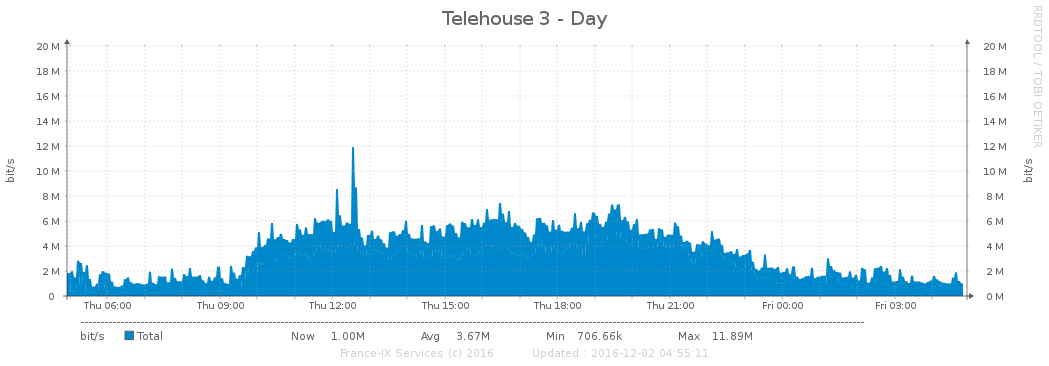 Telehouse 3 - Day
RRDTOOL / TOBI OETIKER
20 M 20 M
18 M 18 M
16 M 16 M
14 M 14 M
12 M 12 M
10 M 10 M
8 M 8 M
6 M 6 M
4 M 4 M
2 M 2 M
0 0 M
bit/s
bit/s
Thu 06:00 Thu 09:00 Thu 12:00 Thu 15:00 Thu 18:00 Thu 21:00 Fri 00:00 Fri 03:00
bit/s Total Now 1.00M Avg 3.67M Min 706.66k Max 11.89M
France-IX Services (c) 2016 Updated : 2016-12-02 04:55:11